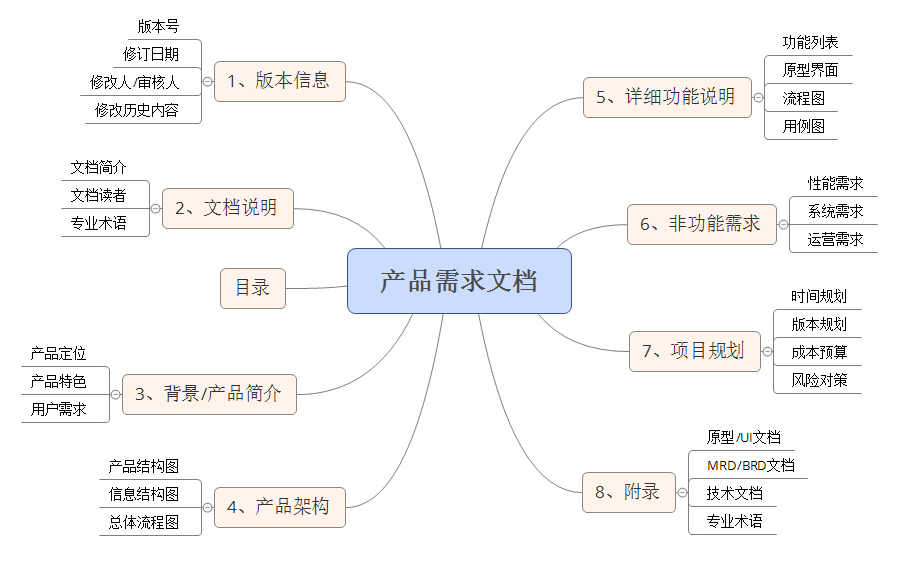 产品需求文档
1、版本信息
版本号
修订日期
修改人/审核人
修改历史内容
2、文档说明
文档简介
文档读者
专业术语
目录
3、背景/产品简介
产品定位
产品特色
用户需求
4、产品架构
产品结构图
信息结构图
总体流程图
5、详细功能说明
功能列表
原型界面
流程图
用例图
6、非功能需求
性能需求
系统需求
运营需求
7、项目规划
时间规划
版本规划
成本预算
风险对策
8、附录
原型/UI文档
MRD/BRD文档
技术文档
专业术语